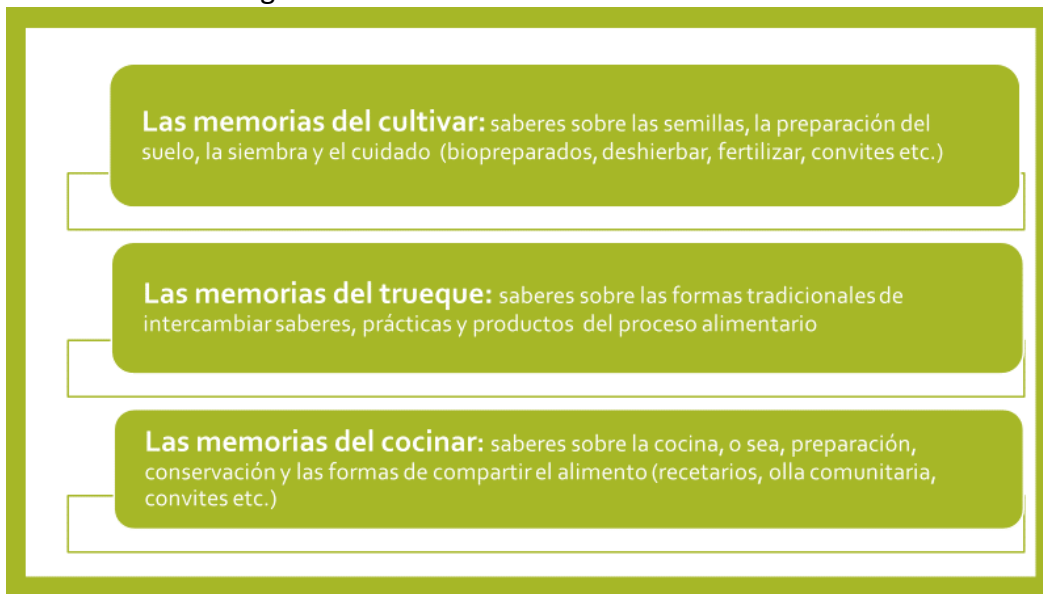 Las memorias del cultivar: saberes sobre las semillas, la preparación del
suelo, la siembra y el cuidado (biopreparados, deshierbar, fertilizar, convites etc.)
Las memorias del trueque: saberes sobre las formas tradicionales de
intercambiar saberes, prácticas y productos del proceso alimentario
Las memorias del cocinar: saberes sobre la cocina, o sea, preparación,
conservación y las formas de compartir el alimento (recetarios, olla comunitaria,
convites etc.)